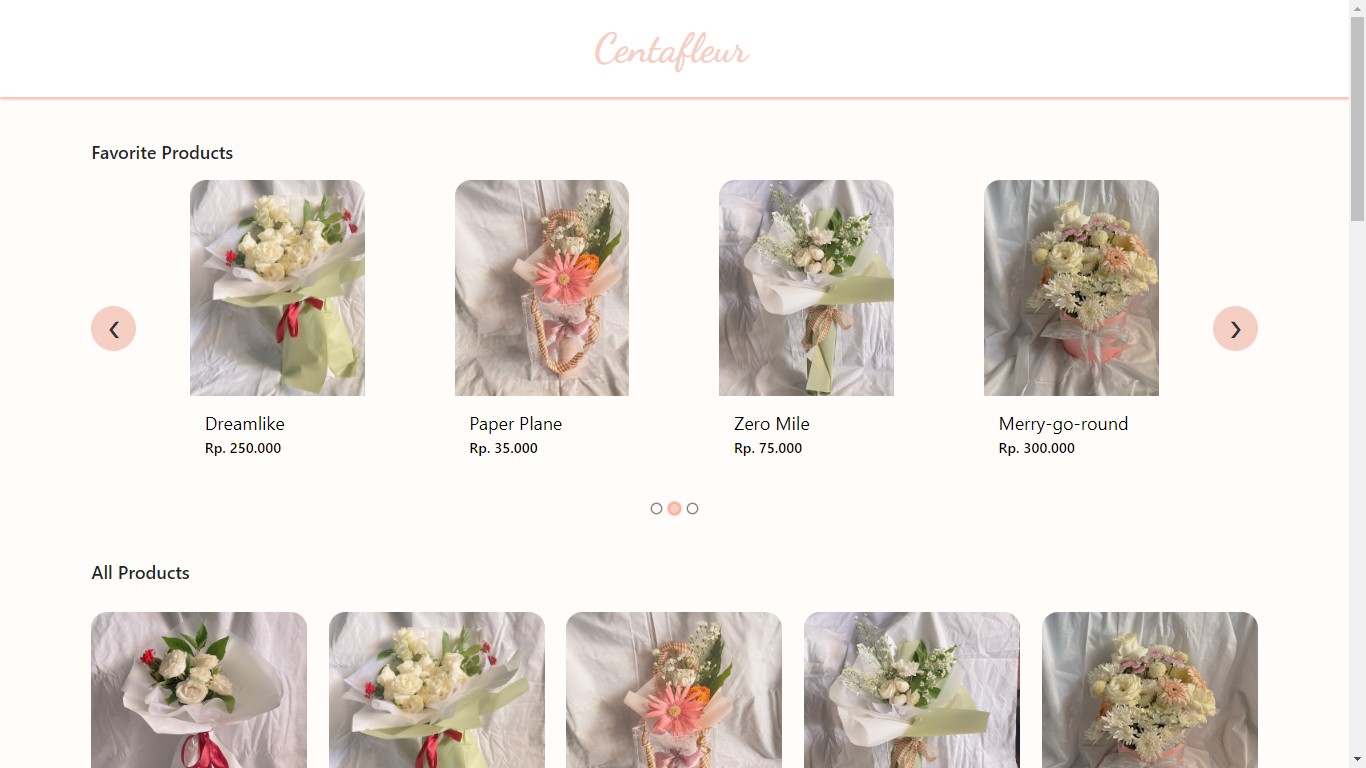 Centafleur
Favorite Products
Dreamlike
Rp. 250.000
Paper Plane
Rp. 35.000
Zero Mile
Rp. 75.000
Merry-go-round
Rp. 300.000
All Products